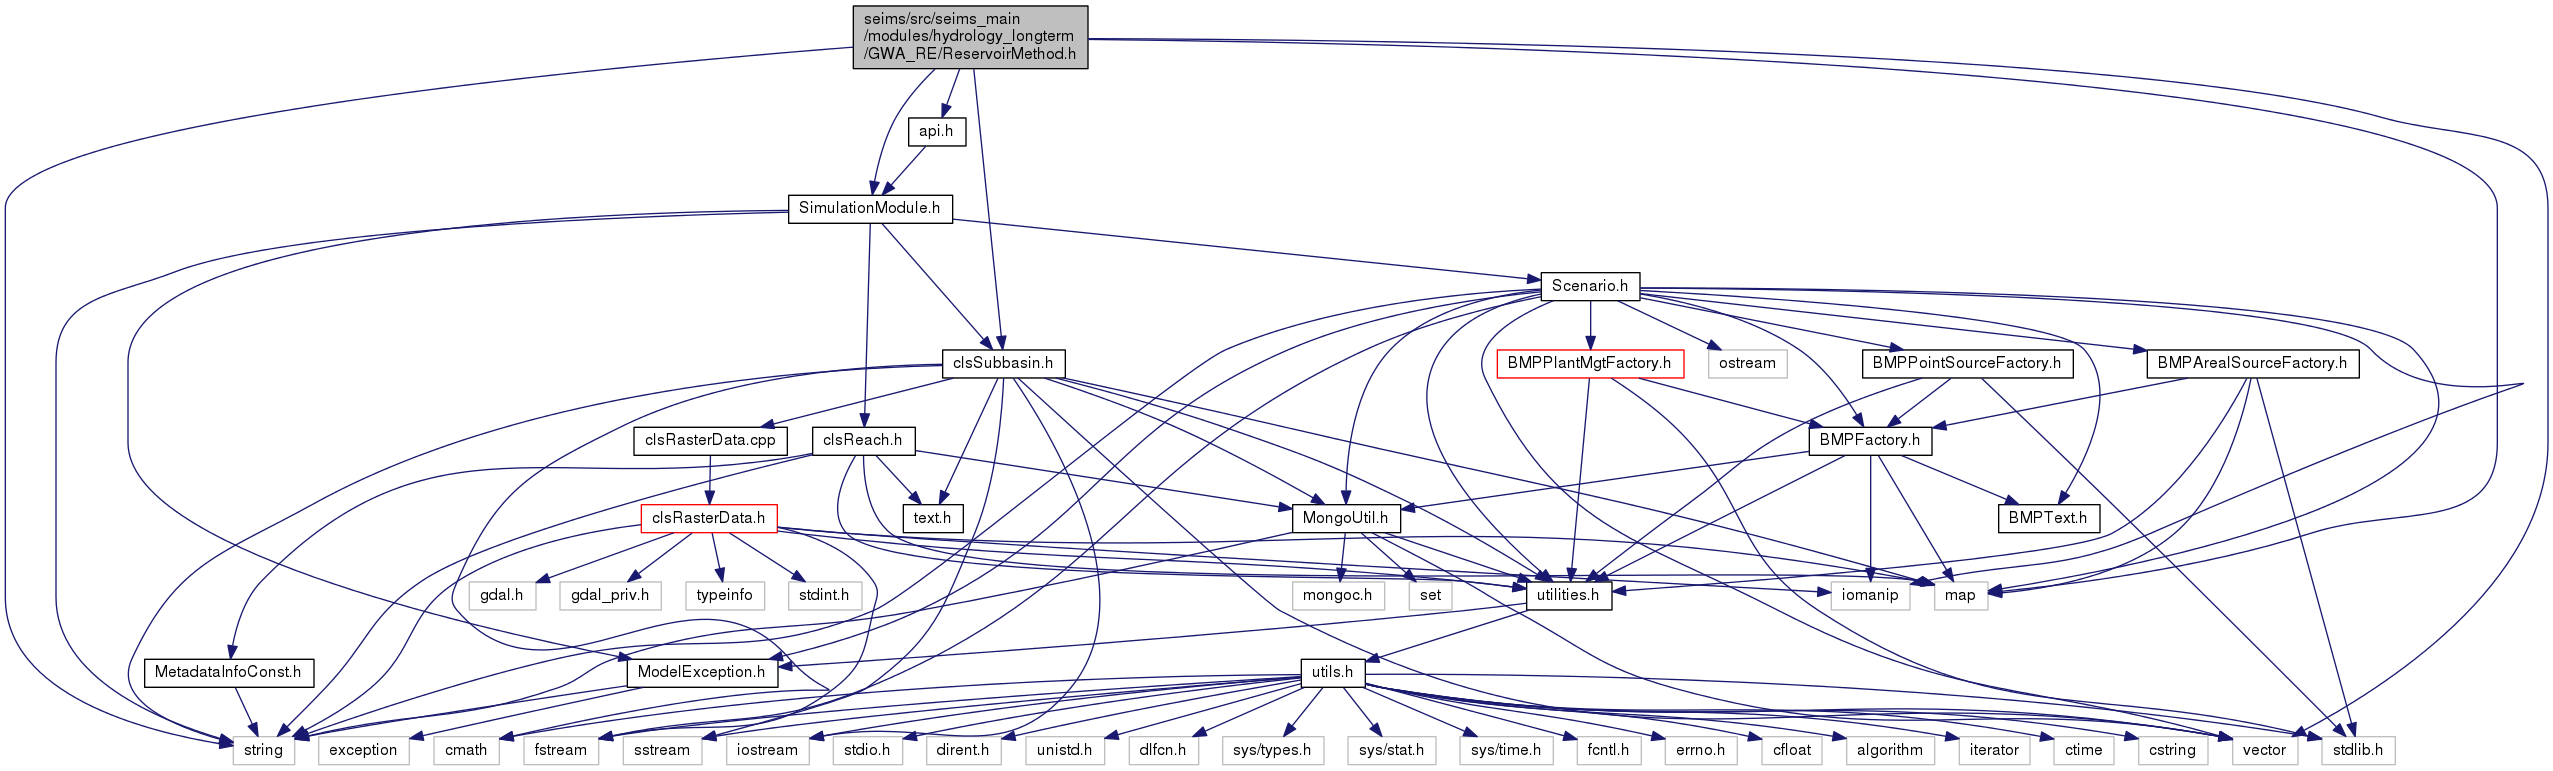 seims/src/seims_main
/modules/hydrology_longterm
/GWA_RE/ReservoirMethod.h
api.h
SimulationModule.h
Scenario.h
clsSubbasin.h
BMPPlantMgtFactory.h
ostream
BMPPointSourceFactory.h
BMPArealSourceFactory.h
clsRasterData.cpp
clsReach.h
BMPFactory.h
clsRasterData.h
text.h
MongoUtil.h
BMPText.h
gdal.h
gdal_priv.h
typeinfo
stdint.h
mongoc.h
set
utilities.h
iomanip
map
MetadataInfoConst.h
ModelException.h
utils.h
string
exception
cmath
fstream
sstream
iostream
stdio.h
dirent.h
unistd.h
dlfcn.h
sys/types.h
sys/stat.h
sys/time.h
fcntl.h
errno.h
cfloat
algorithm
iterator
ctime
cstring
vector
stdlib.h